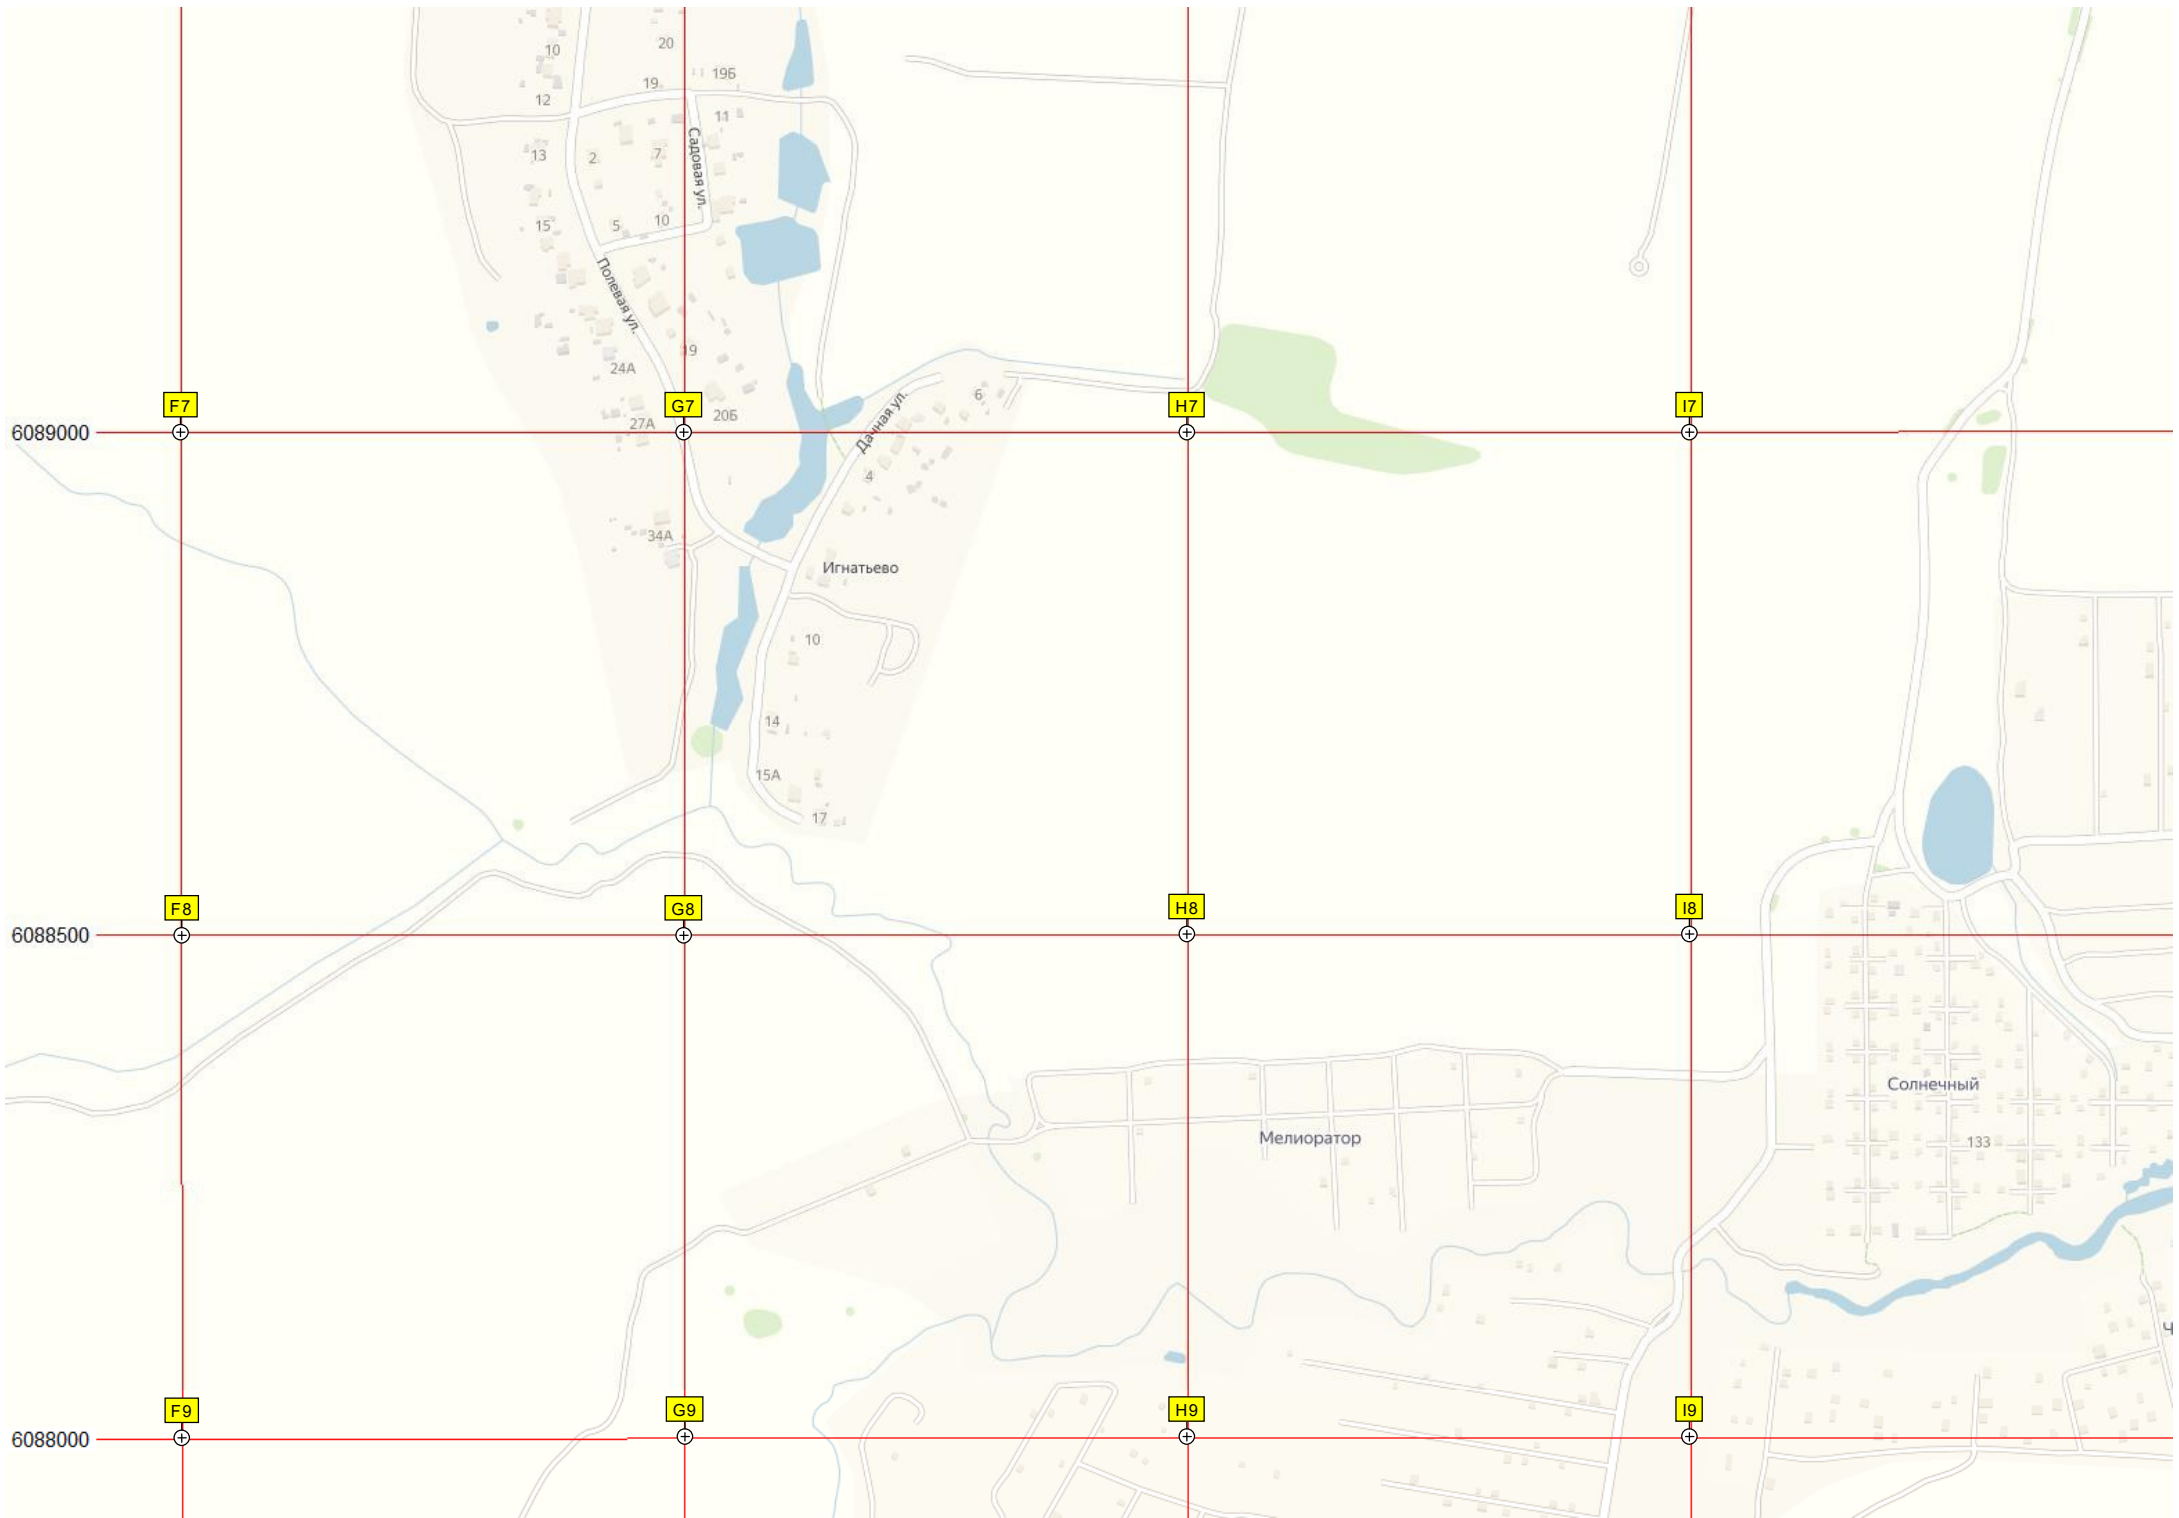 10
20
19Б
19
12
11
13
2
7
Садовая ул.
15
5
10
Полевая ул.
19
24А
6
F7
G7
H7
I7
20Б
27А
Дачная ул.
6089000
4
34А
Игнатьево
10
14
15А
17
F8
G8
H8
I8
6088500
Солнечный
Мелиоратор
133
Ч
F9
G9
H9
I9
6088000